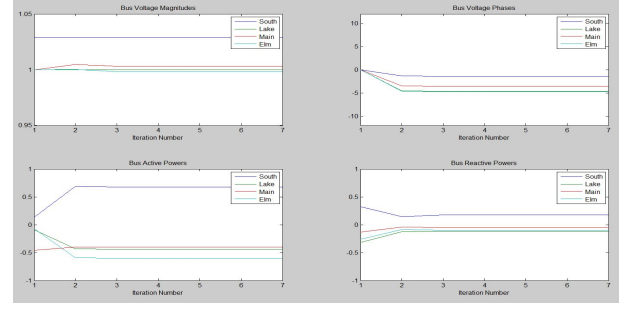 Bus Voltage Magnitudes
1.05
1
0.95
1 2 3 4 5 6 7
Iteration Number
South
Lake
Main
Elm
Bus Voltage Phases
10
5
0
-5
-10
1 2 3 4 5 6 7
Iteration Number
South
Lake
Main
Elm
Bus Active Powers
1
0.5
0
-0.5
-1
1 2 3 4 5 6 7
Iteration Number
South
Lake
Main
Elm
Bus Reactive Powers
1
0.5
0
-0.5
-1
1 2 3 4 5 6 7
Iteration Number
South
Lake
Main
Elm